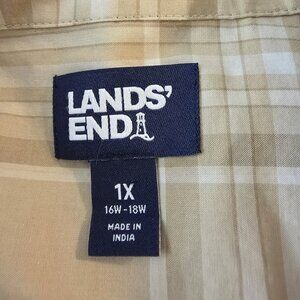 LANDS'
END
1X
16W-18W
MADE IN
INDIA